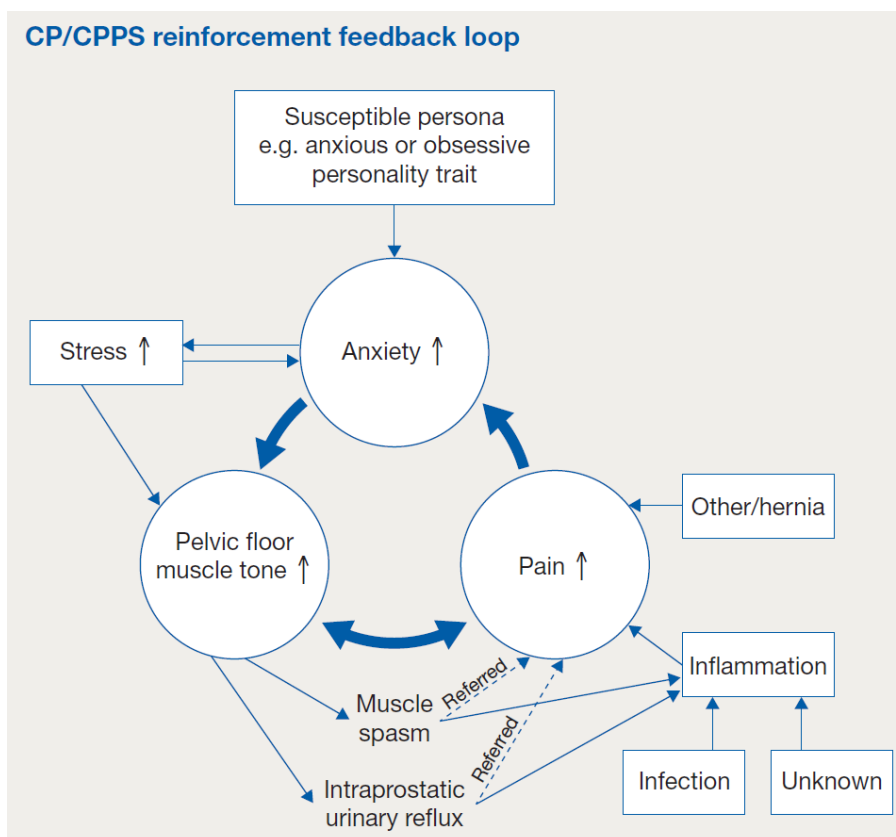 CP/CPPS reinforcement feedback loop
Susceptible persona
e.g. anxious or obsessive
personality trait
Stress ↑
Anxiety ↑
Pelvic floor
muscle tone ↑
Pain ↑
Other/hernia
Inflammation
Referred
Muscle
spasm
Referred
Intraprostatic
urinary reflux
Infection
Unknown